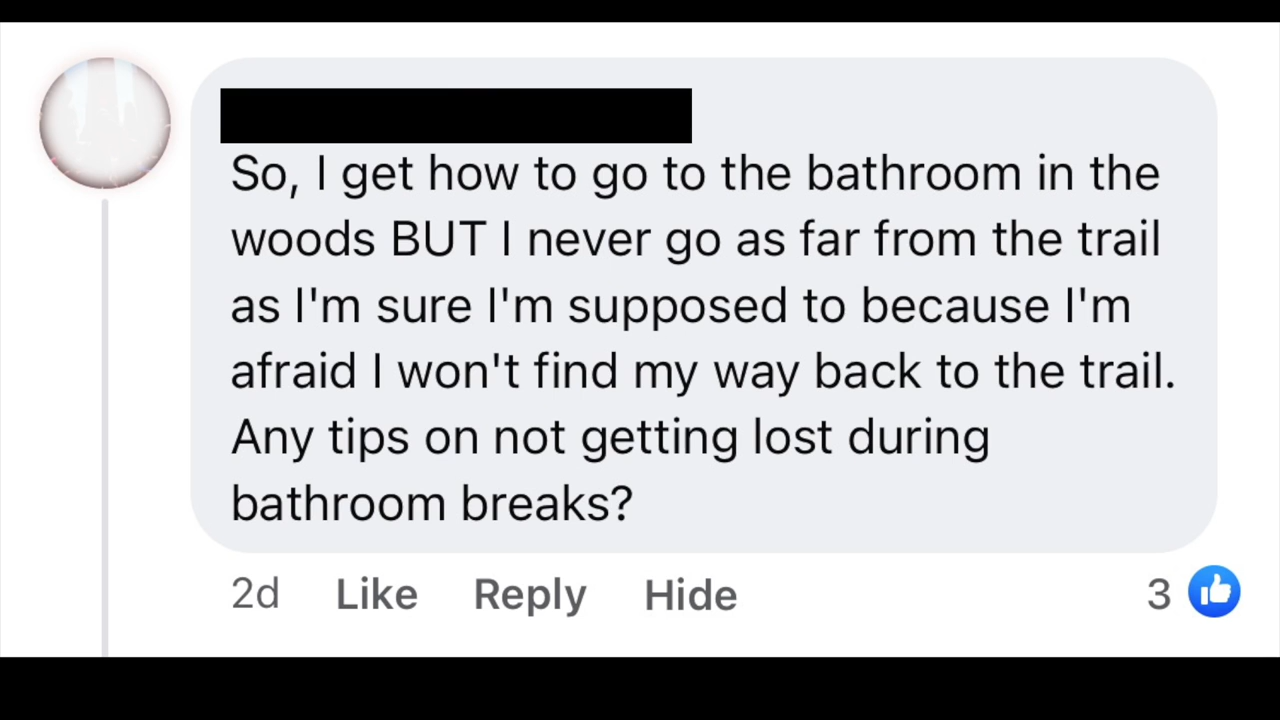 So, I get how to go to the bathroom in the
woods BUT I never go as far from the trail
as I'm sure I'm supposed to because I'm
afraid I won't find my way back to the trail.
Any tips on not getting lost during
bathroom breaks?
2d Like Reply Hide 3